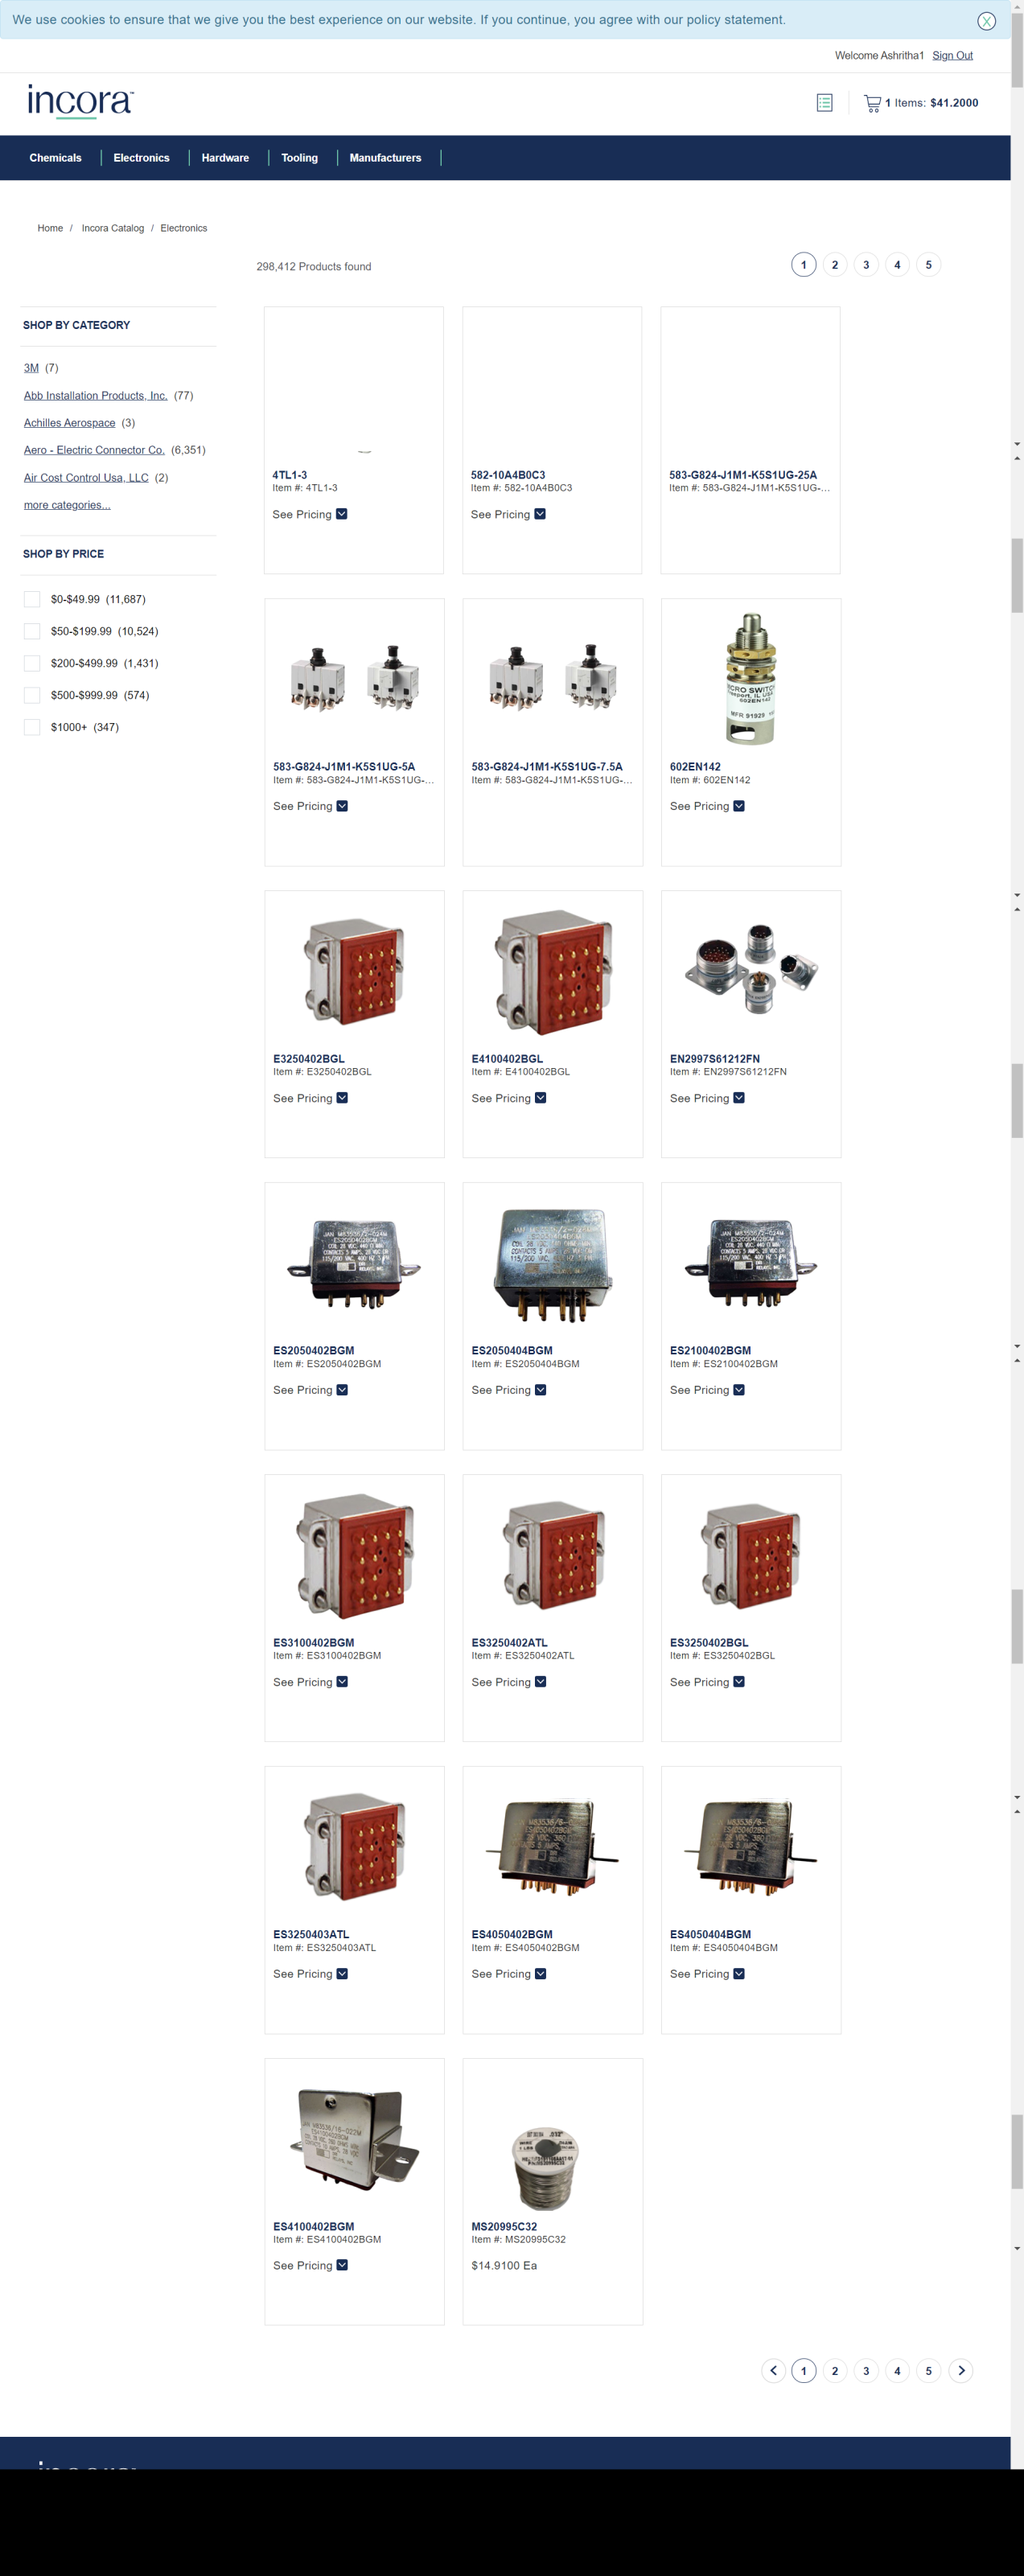 We use cookies to ensure that we give you the best experience on our website. If you continue, you agree with our policy statement.
Welcome Ashritha1 Sign Out
incora
1 Items: $41.2000
Chemicals Electronics Hardware Tooling Manufacturers
Home / Incora Catalog / Electronics
298,412 Products found
1 2 3 4 5
SHOP BY CATEGORY
3M (7)
Abb Installation Products, Inc. (77)
Achilles Aerospace (3)
Aero - Electric Connector Co. (6,351)
Air Cost Control Usa, LLC (2)
more categories...
SHOP BY PRICE
$0-$49.99 (11,687)
$50-$199.99 (10,524)
$200-$499.99 (1,431)
$500-$999.99 (574)
$1000+ (347)
4TL1-3
Item #: 4TL1-3
See Pricing
582-10A4B0C3
Item #: 582-10A4B0C3
See Pricing
583-G824-J1M1-K5S1UG-25A
Item #: 583-G824-J1M1-K5S1UG-...
583-G824-J1M1-K5S1UG-5A
Item #: 583-G824-J1M1-K5S1UG-...
See Pricing
583-G824-J1M1-K5S1UG-7.5A
Item #: 583-G824-J1M1-K5S1UG-...
602EN142
MFR 91929
602EN142
Item #: 602EN142
See Pricing
E3250402BGL
Item #: E3250402BGL
See Pricing
E4100402BGL
Item #: E4100402BGL
See Pricing
EN2997S61212FN
Item #: EN2997S61212FN
See Pricing
ES2050402BGM
Item #: ES2050402BGM
See Pricing
ES2050404BGM
Item #: ES2050404BGM
See Pricing
ES2100402BGM
Item #: ES2100402BGM
See Pricing
ES3100402BGM
Item #: ES3100402BGM
See Pricing
ES3250402ATL
Item #: ES3250402ATL
See Pricing
ES3250402BGL
Item #: ES3250402BGL
See Pricing
ES3250403ATL
Item #: ES3250403ATL
See Pricing
ES4050402BGM
Item #: ES4050402BGM
See Pricing
ES4050404BGM
Item #: ES4050404BGM
See Pricing
ES4100402BGM
Item #: ES4100402BGM
See Pricing
MS20995C32
Item #: MS20995C32
$14.9100 Ea
1 2 3 4 5